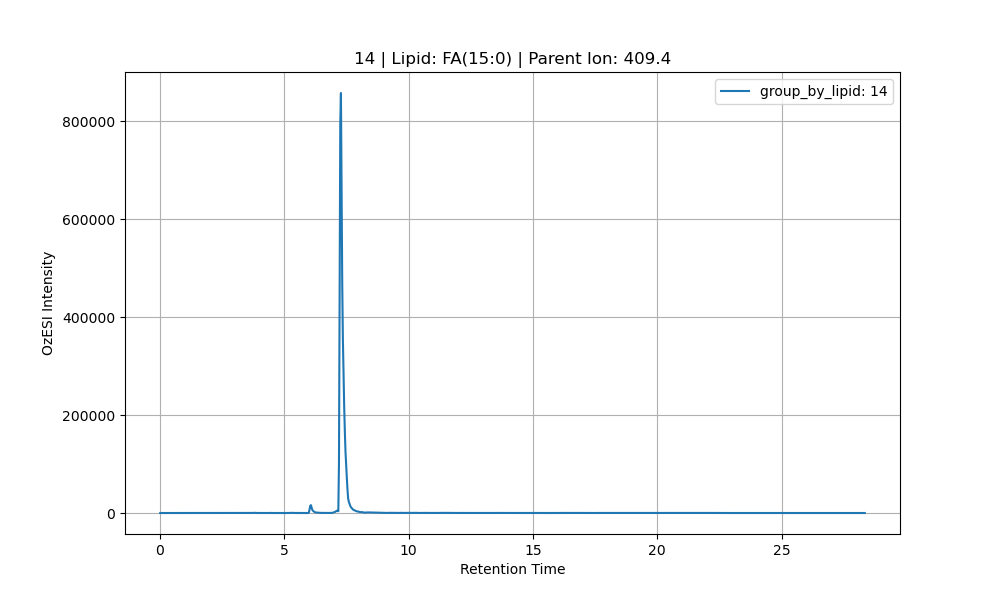 14 | Lipid: FA(15:0) | Parent Ion: 409.4
group_by_lipid: 14
800000
600000
400000
200000
0
OzESI Intensity
0 5 10 15 20 25
Retention Time